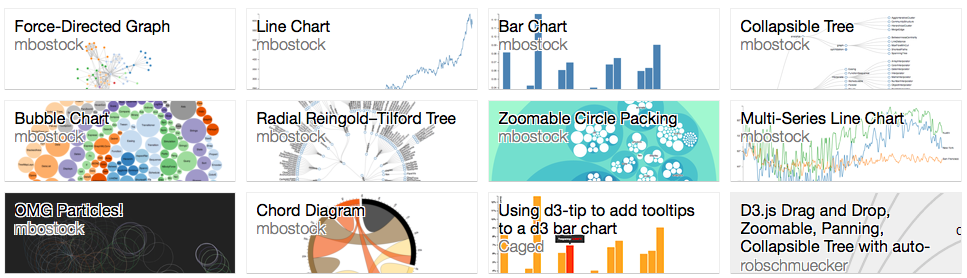 Force-Directed Graph
mbostock
Line Chart
mbostock
Bar Chart
mbostock
Collapsible Tree
mbostock
Bubble Chart
mbostock
Radial Reingold–Tilford Tree
mbostock
Zoomable Circle Packing
mbostock
Multi-Series Line Chart
mbostock
OMG Particles!
mbostock
Chord Diagram
mbostock
Using d3-tip to add tooltips
to a d3 bar chart
Caged
D3.js Drag and Drop,
Zoomable, Panning,
Collapsible Tree with auto-
robschmuecker